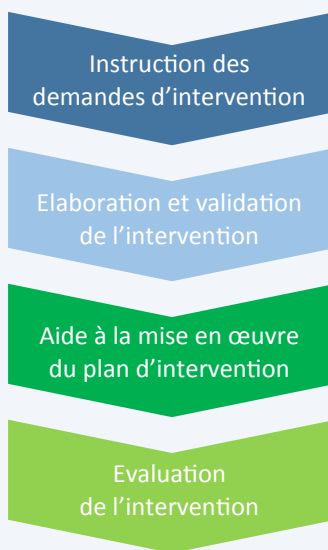 Instruction des
demandes d’intervention
Elaboration et validation
de l’intervention
Aide à la mise en œuvre
du plan d’intervention
Evaluation
de l’intervention